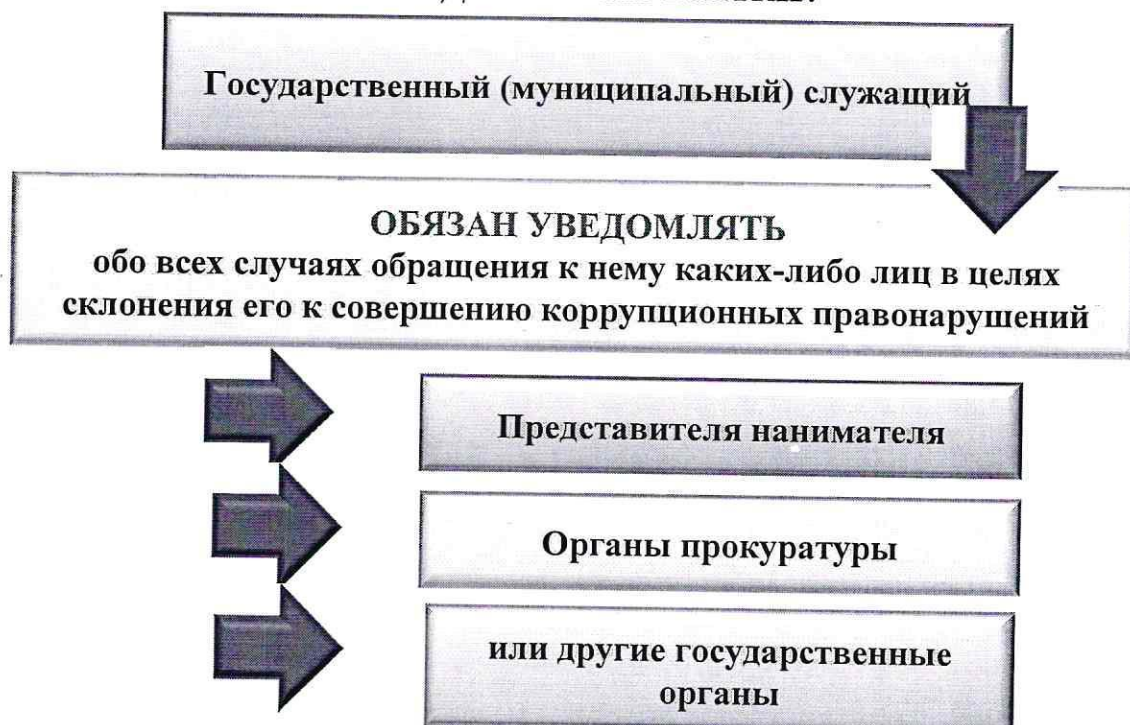 Государственный (муниципальный) служащий
ОБЯЗАН УВЕДОМЛЯТЬ
обо всех случаях обращения к нему каких-либо лиц в целях
склонения его к совершению коррупционных правонарушений
Представителя нанимателя
Органы прокуратуры
или другие государственные
органы